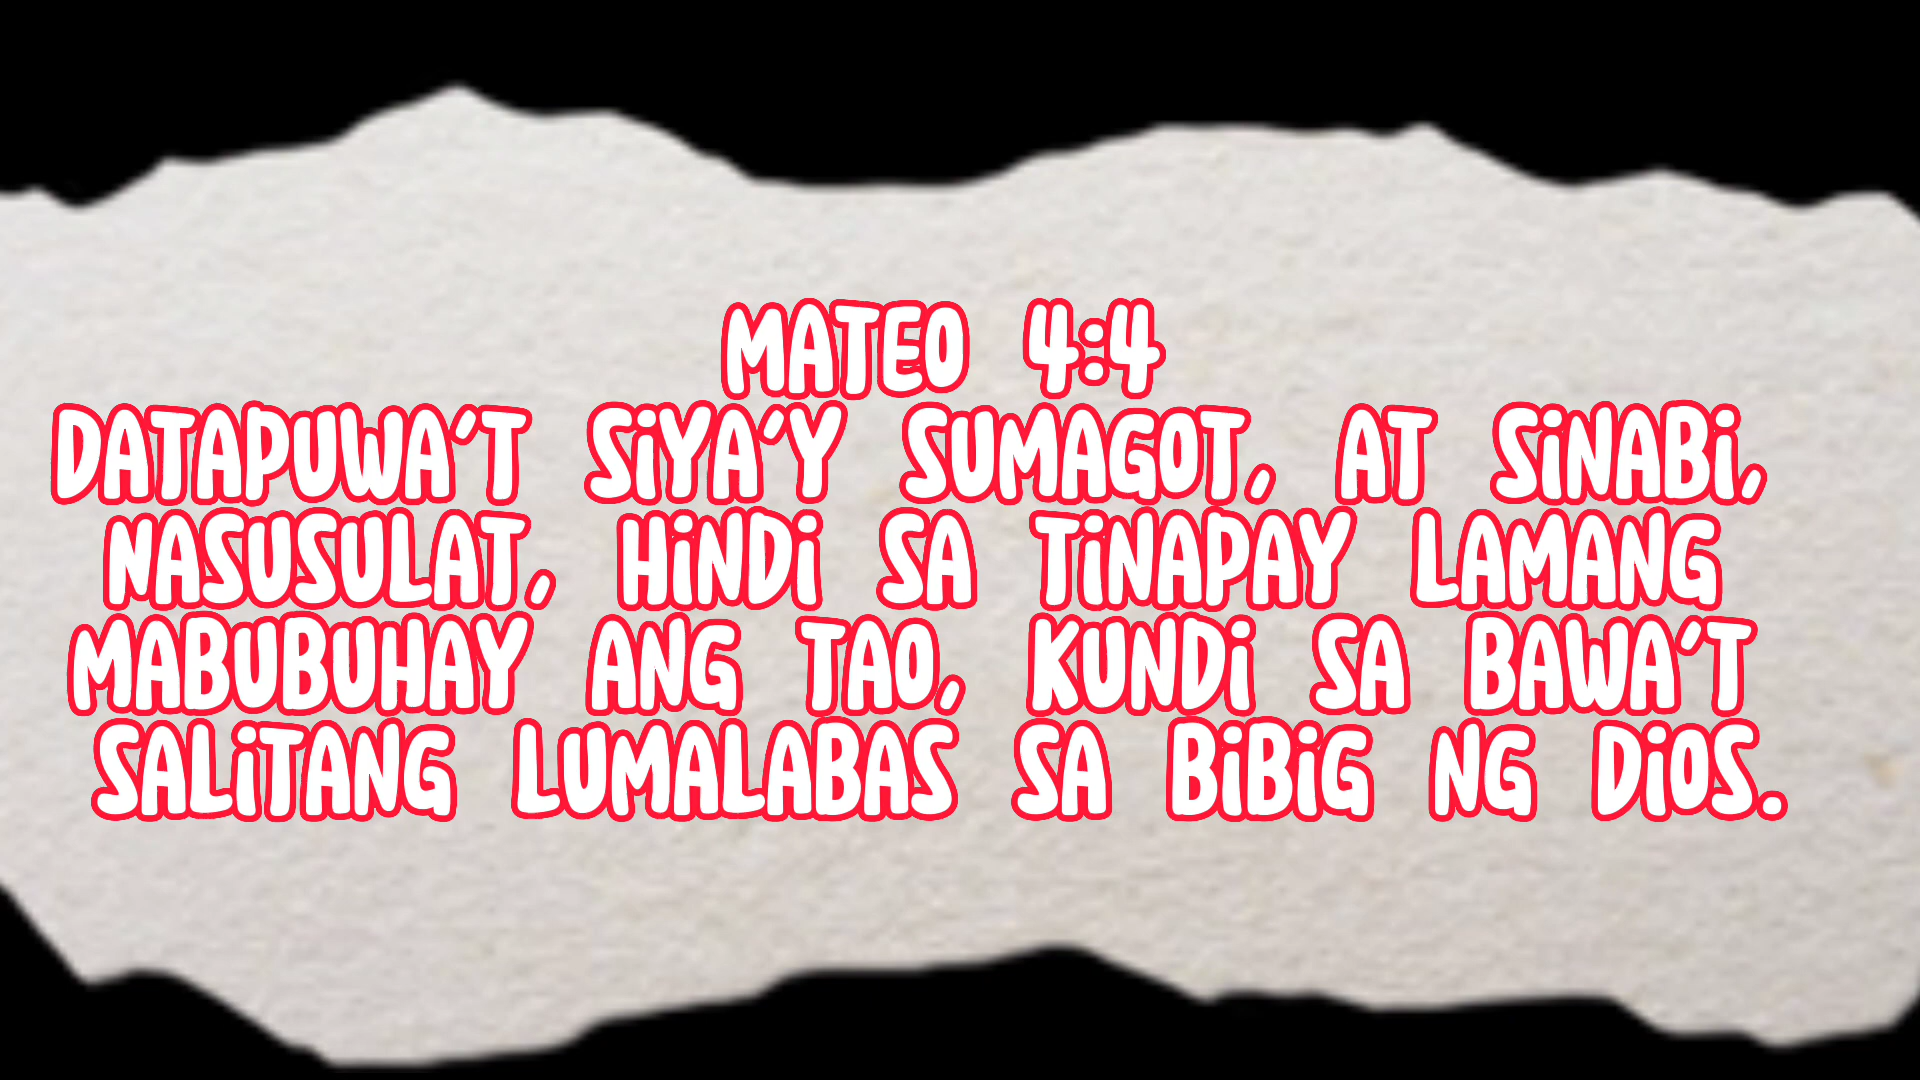 MATEO 4:4
DATAPUWA'T SiYA'Y SUMAGOT, AT SiNABi,
NASUSULAT, HiNDi SA TiNAPAY LAMANG
MABUBUHAY ANG TAO, KUNDi SA BAWA'T
SALiTANG LUMALABAS SA BiBiG NG DiOS.